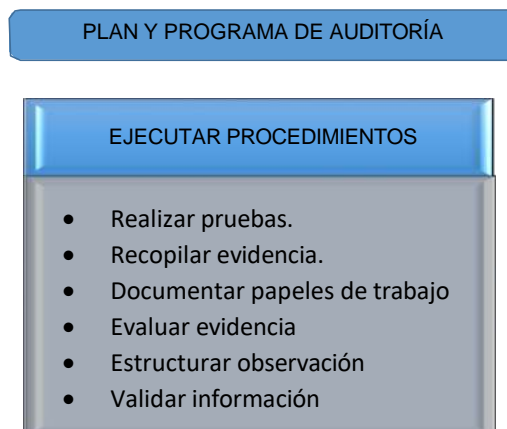 PLAN Y PROGRAMA DE AUDITORÍA
EJECUTAR PROCEDIMIENTOS
• Realizar pruebas.
• Recopilar evidencia.
• Documentar papeles de trabajo
• Evaluar evidencia
• Estructurar observación
• Validar información